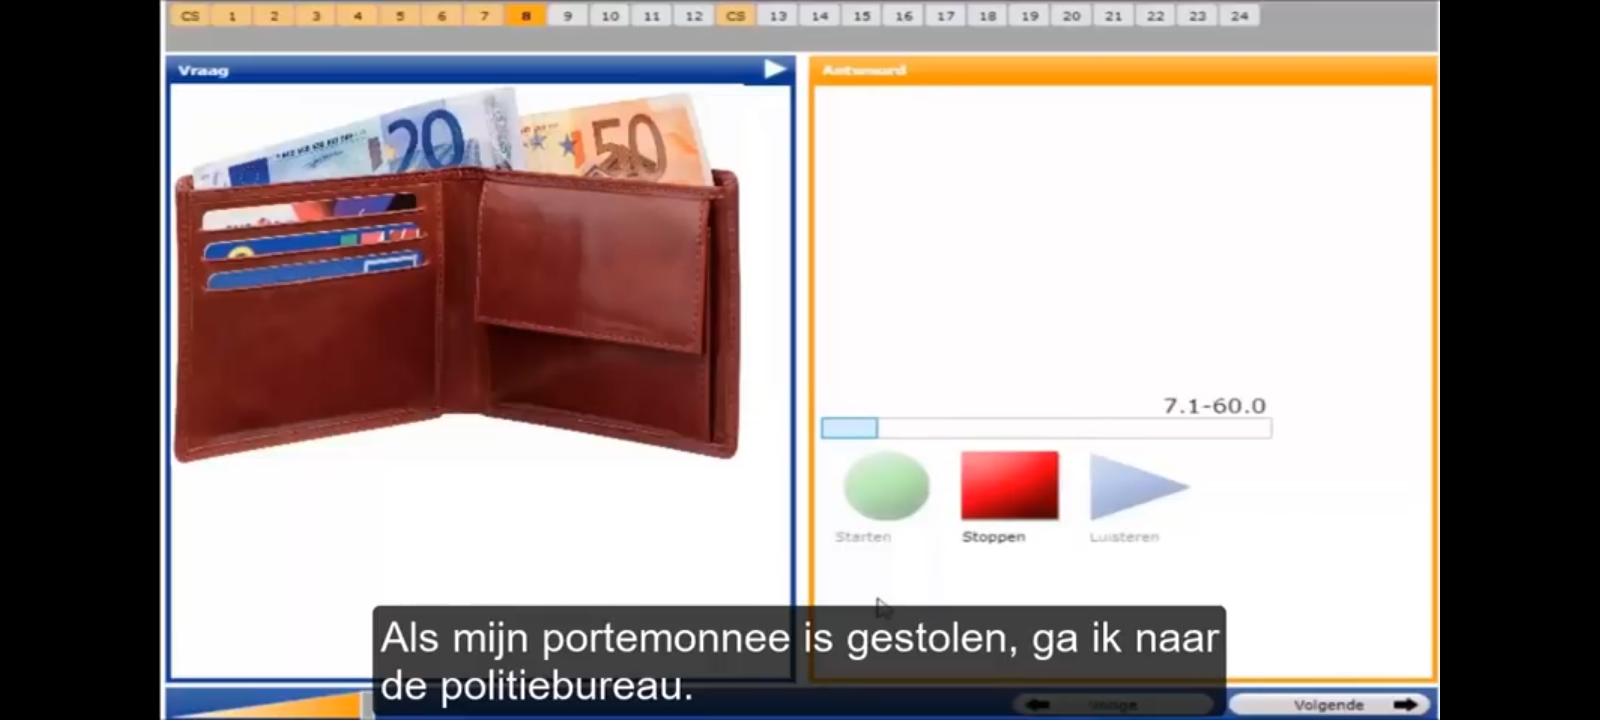 CS 1 2 3 4 5 6 7 8 9 10 11 12 CS 13 14 15 16 17 18 19 20 21 22 23 24
Vraag
Antwoord
20
50
7.1-60.0
Starten Stoppen Luisteren
Als mijn portemonnee is gestolen, ga ik naar
de politiebureau.
Vorige Volgende